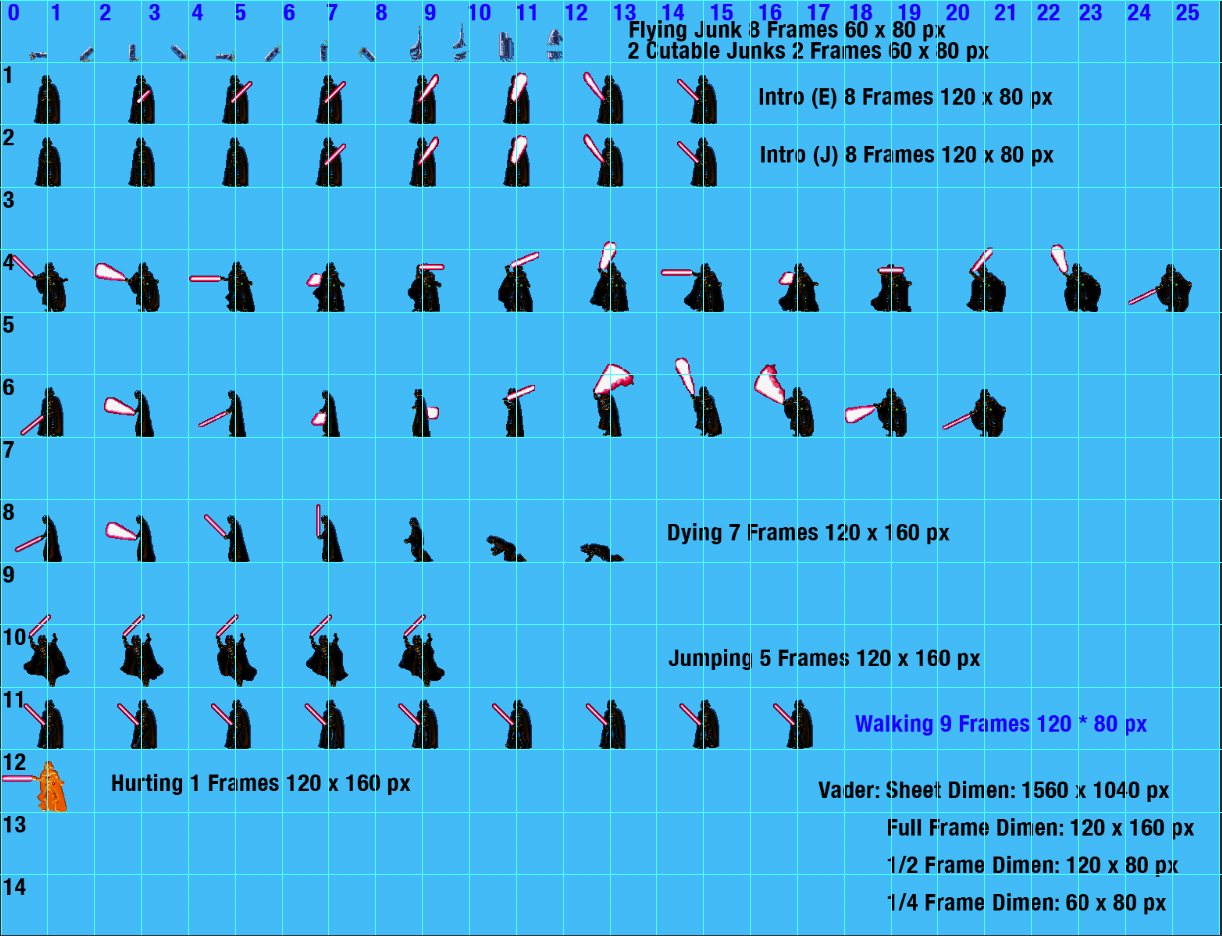 0 1 2 3 4 5 6 7 8 9 10 11 12 13 14 15 16 17 18 19 20 21 22 23 24 25
Flying Junk 8 Frames 60 x 80 px
2 Cutable Junks 2 Frames 60 x 80 px
1
Intro (E) 8 Frames 120 x 80 px
2
Intro (J) 8 Frames 120 x 80 px
3
4
5
6
7
8
Dying 7 Frames 120 x 160 px
9
10
Jumping 5 Frames 120 x 160 px
11
Walking 9 Frames 120 * 80 px
12
Hurting 1 Frames 120 x 160 px
Vader: Sheet Dimen: 1560 x 1040 px
13
Full Frame Dimen: 120 x 160 px
1/2 Frame Dimen: 120 x 80 px
14
1/4 Frame Dimen: 60 x 80 px